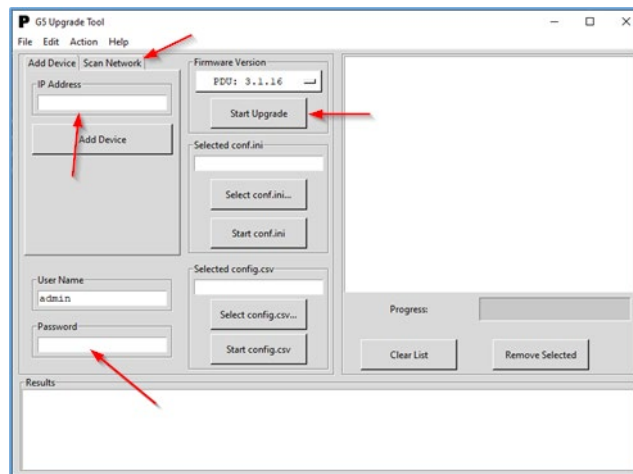 P G5 Upgrade Tool
File Edit Action Help
Add Device Scan Network
IP Address
Add Device
User Name
admin
Password
Firmware Version
PDU: 3.1.16
Start Upgrade
Selected conf.ini
Select conf.ini...
Start conf.ini
Selected config.csv
Select config.csv...
Start config.csv
Progress:
Clear List
Remove Selected
Results